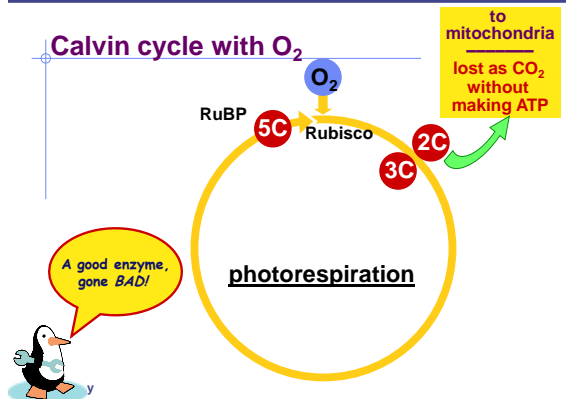 Calvin cycle with O₂
to
mitochondria
lost as CO₂
without
making ATP
O₂
RuBP
5C
Rubisco
2C
3C
A good enzyme,
gone BAD!
photorespiration
y